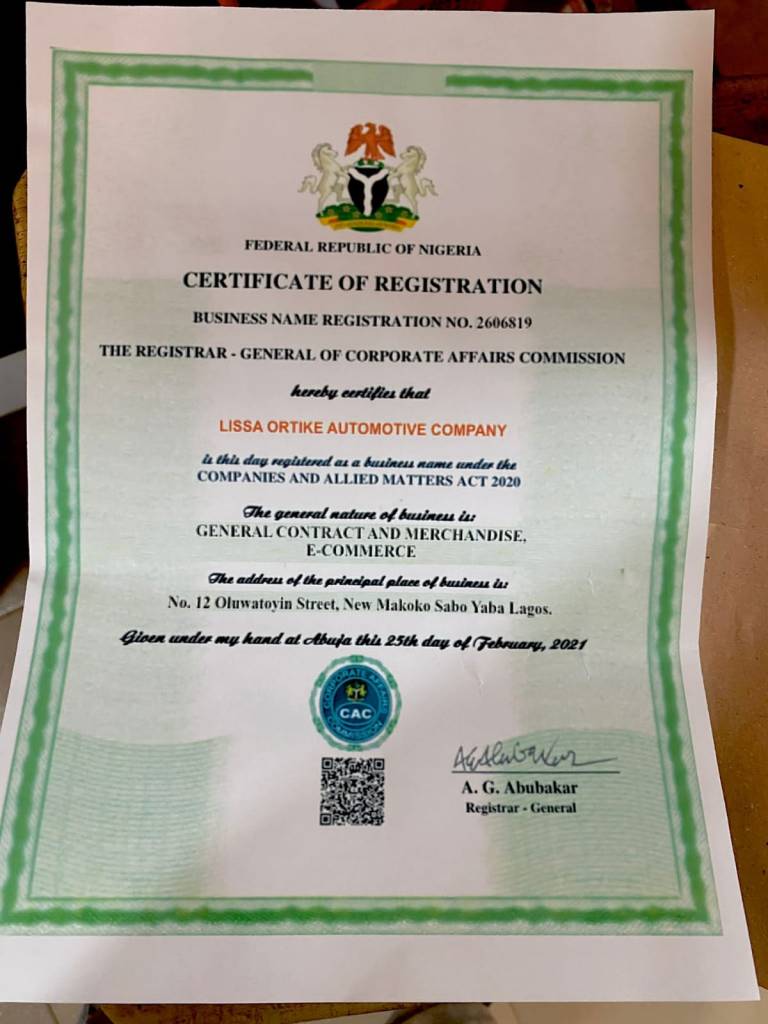 FEDERAL REPUBLIC OF NIGERIA
CERTIFICATE OF REGISTRATION
BUSINESS NAME REGISTRATION NO. 2606819
THE REGISTRAR - GENERAL OF CORPORATE AFFAIRS COMMISSION
hereby certifies that
LISSA ORTIKE AUTOMOTIVE COMPANY
is this day registered as a business name under the
COMPANIES AND ALLIED MATTERS ACT 2020
The general nature of business is:
GENERAL CONTRACT AND MERCHANDISE,
E-COMMERCE
The address of the principal place of business is:
No. 12 Oluwatoyin Street, New Makoko Sabo Yaba Lagos.
Given under my hand at Abuja this 25th day of February, 2021
CORPORATE AFFAIRS
CAC
COMMISSION
A. G. Abubakar
Registrar - General